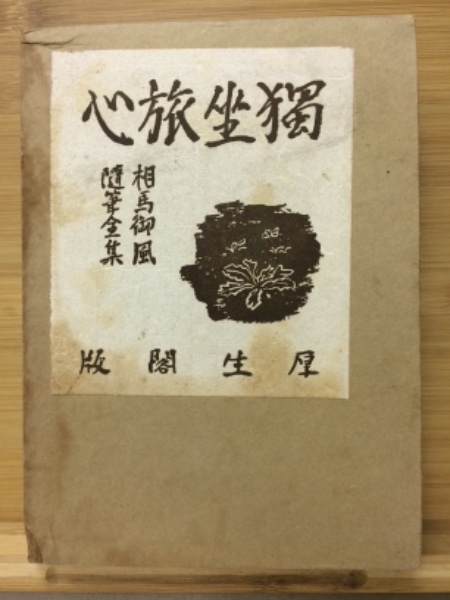 獨坐旅心
相馬御風
隨筆全集
厚生閣版